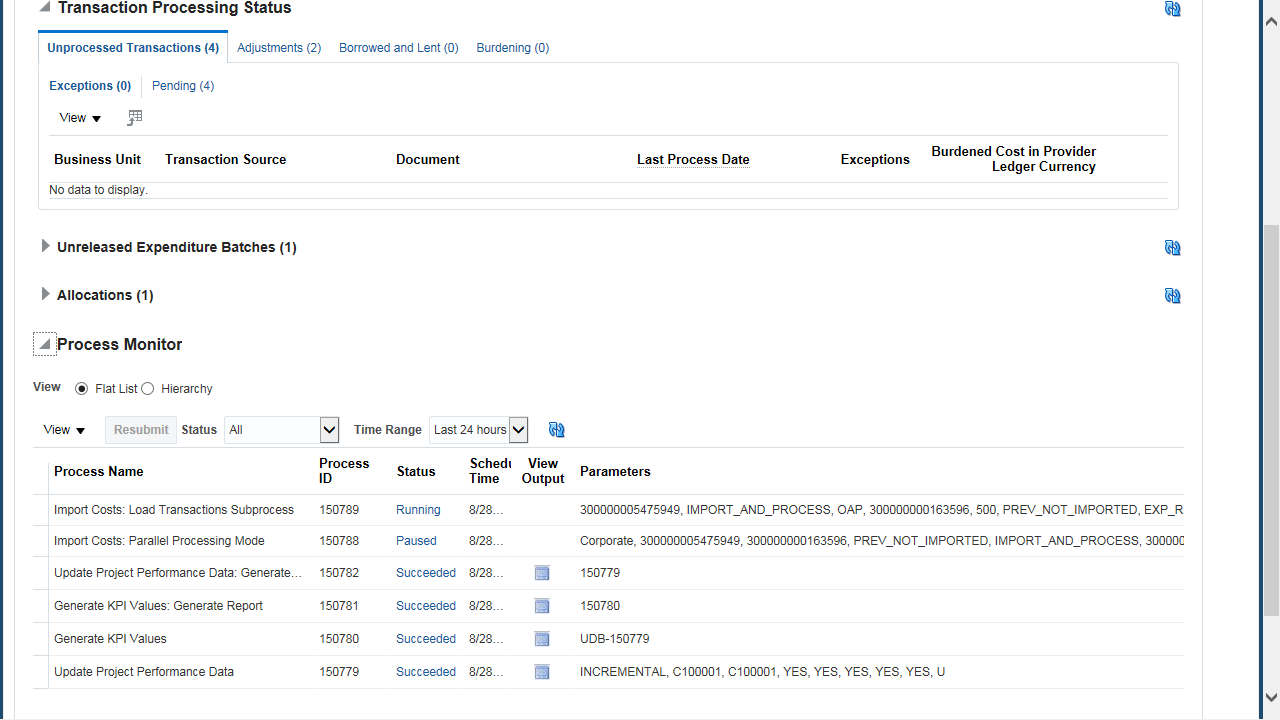 Transaction Processing Status
Unprocessed Transactions (4) Adjustments (2) Borrowed and Lent (0) Burdening (0)
Exceptions (0) Pending (4)
View
Business Unit Transaction Source Document Last Process Date Exceptions Burdened Cost in Provider Ledger Currency
No data to display.
Unreleased Expenditure Batches (1)
Allocations (1)
Process Monitor
View Flat List Hierarchy
View Resubmit Status All Time Range Last 24 hours
Process Name Process ID Status Schedu Time View Output Parameters
Import Costs: Load Transactions Subprocess 150789 Running 8/28... 300000005475949, IMPORT_AND_PROCESS, OAP, 300000000163596, 500, PREV_NOT_IMPORTED, EXP_R
Import Costs: Parallel Processing Mode 150788 Paused 8/28... Corporate, 300000005475949, 300000000163596, PREV_NOT_IMPORTED, IMPORT_AND_PROCESS, 30000
Update Project Performance Data: Generate... 150782 Succeeded 8/28... 150779
Generate KPI Values: Generate Report 150781 Succeeded 8/28... 150780
Generate KPI Values 150780 Succeeded 8/28... UDB-150779
Update Project Performance Data 150779 Succeeded 8/28... INCREMENTAL, C100001, C100001, YES, YES, YES, YES, YES, U